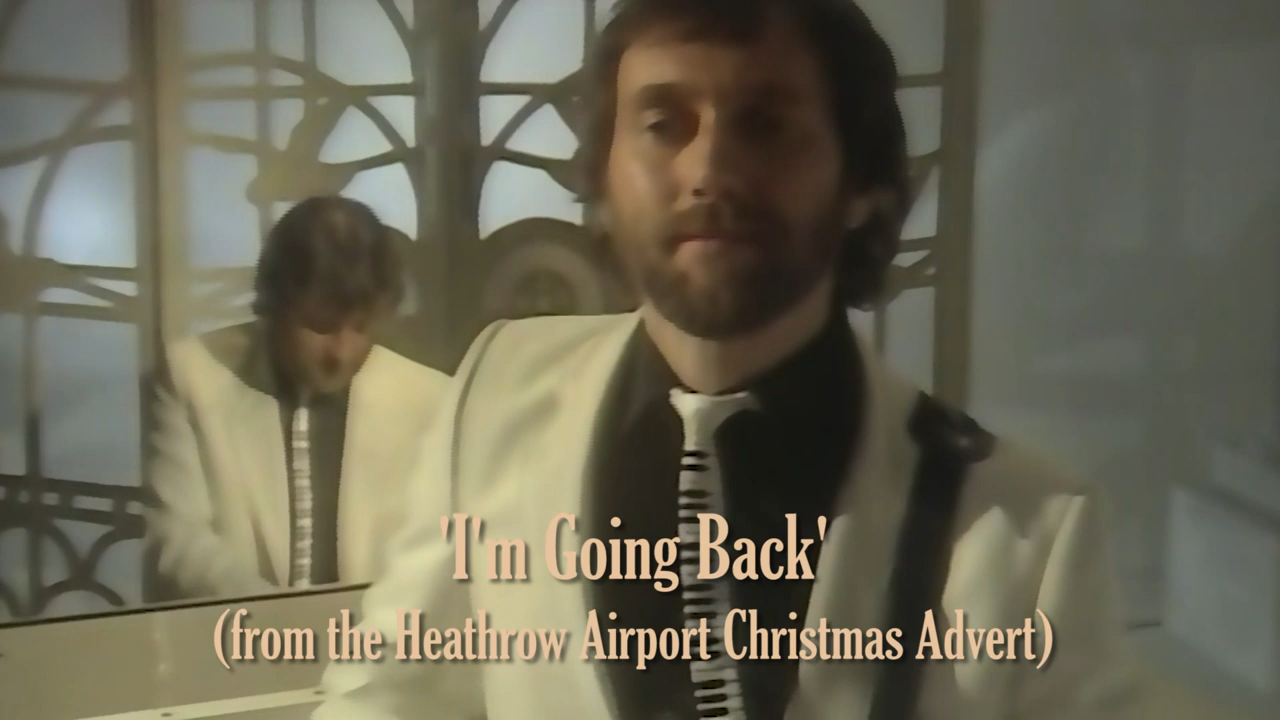 'I'm Going Back'
(from the Heathrow Airport Christmas Advert)